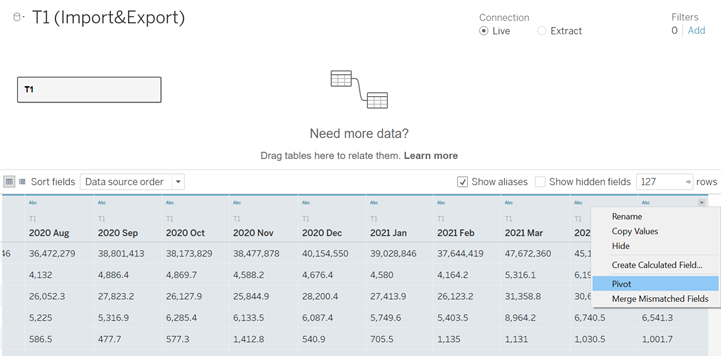 T1 (Import&Export)
Connection
Live
Extract
Filters
0
Add
T1
Need more data?
Drag tables here to relate them. Learn more
Sort fields
Data source order
Show aliases
Show hidden fields
127
rows
Abc Abc Abc Abc Abc Abc Abc Abc Abc Abc
T1 T1 T1 T1 T1 T1 T1 T1 T1
2020 Aug 2020 Sep 2020 Oct 2020 Nov 2020 Dec 2021 Jan 2021 Feb 2021 Mar 202
46 36,472,279 38,801,413 38,173,829 38,477,878 40,154,550 39,028,846 37,644,419 47,672,360 45,1
4,132 4,886.4 4,869.7 4,588.2 4,676.4 4,580 4,164.2 5,316.1 6,19
26,052.3 27,823.2 26,127.9 25,844.9 28,200.4 27,413.9 26,123.2 31,358.8 30,6
5,225 5,316.9 6,285.4 6,133.5 6,087.4 5,749.6 5,403.5 8,964.2 6,740.5 6,541.3
586.5 477.7 577.3 1,412.8 540.9 705.5 1,135 1,131 1,030.5 1,001.7
Rename
Copy Values
Hide
Create Calculated Field...
Pivot
Merge Mismatched Fields